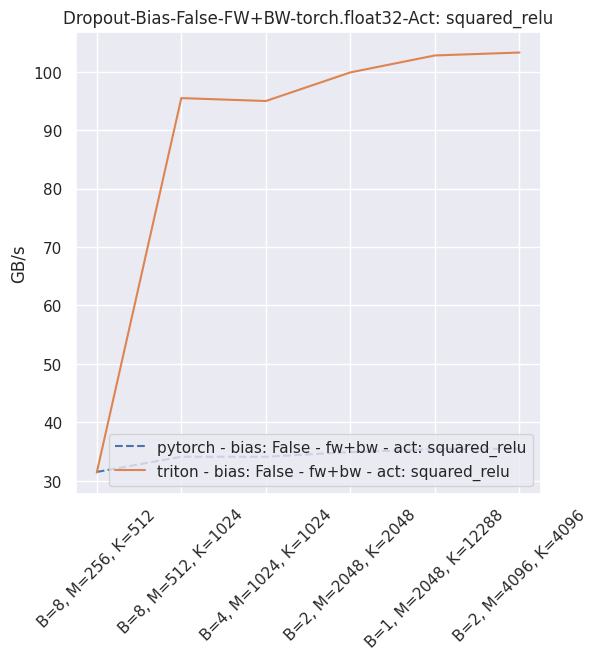 Dropout-Bias-False-FW+BW-torch.float32-Act: squared_relu
GB/s
100
90
80
70
60
50
40
30
pytorch - bias: False - fw+bw - act: squared_relu
triton - bias: False - fw+bw - act: squared_relu
B=8, M=256, K=512
B=8, M=512, K=1024
B=4, M=1024, K=1024
B=2, M=2048, K=2048
B=1, M=2048, K=12288
B=2, M=4096, K=4096